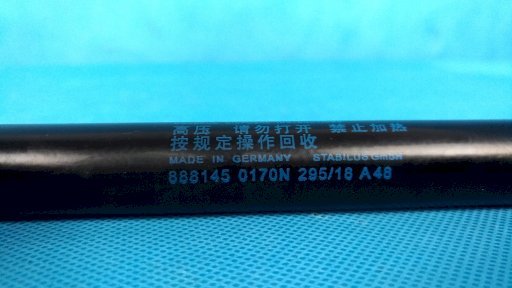 高压 请勿打开 禁止加热
按规定操作回收
MADE IN GERMANY STABILUS GmbH
888145 0170N 295/18 A48